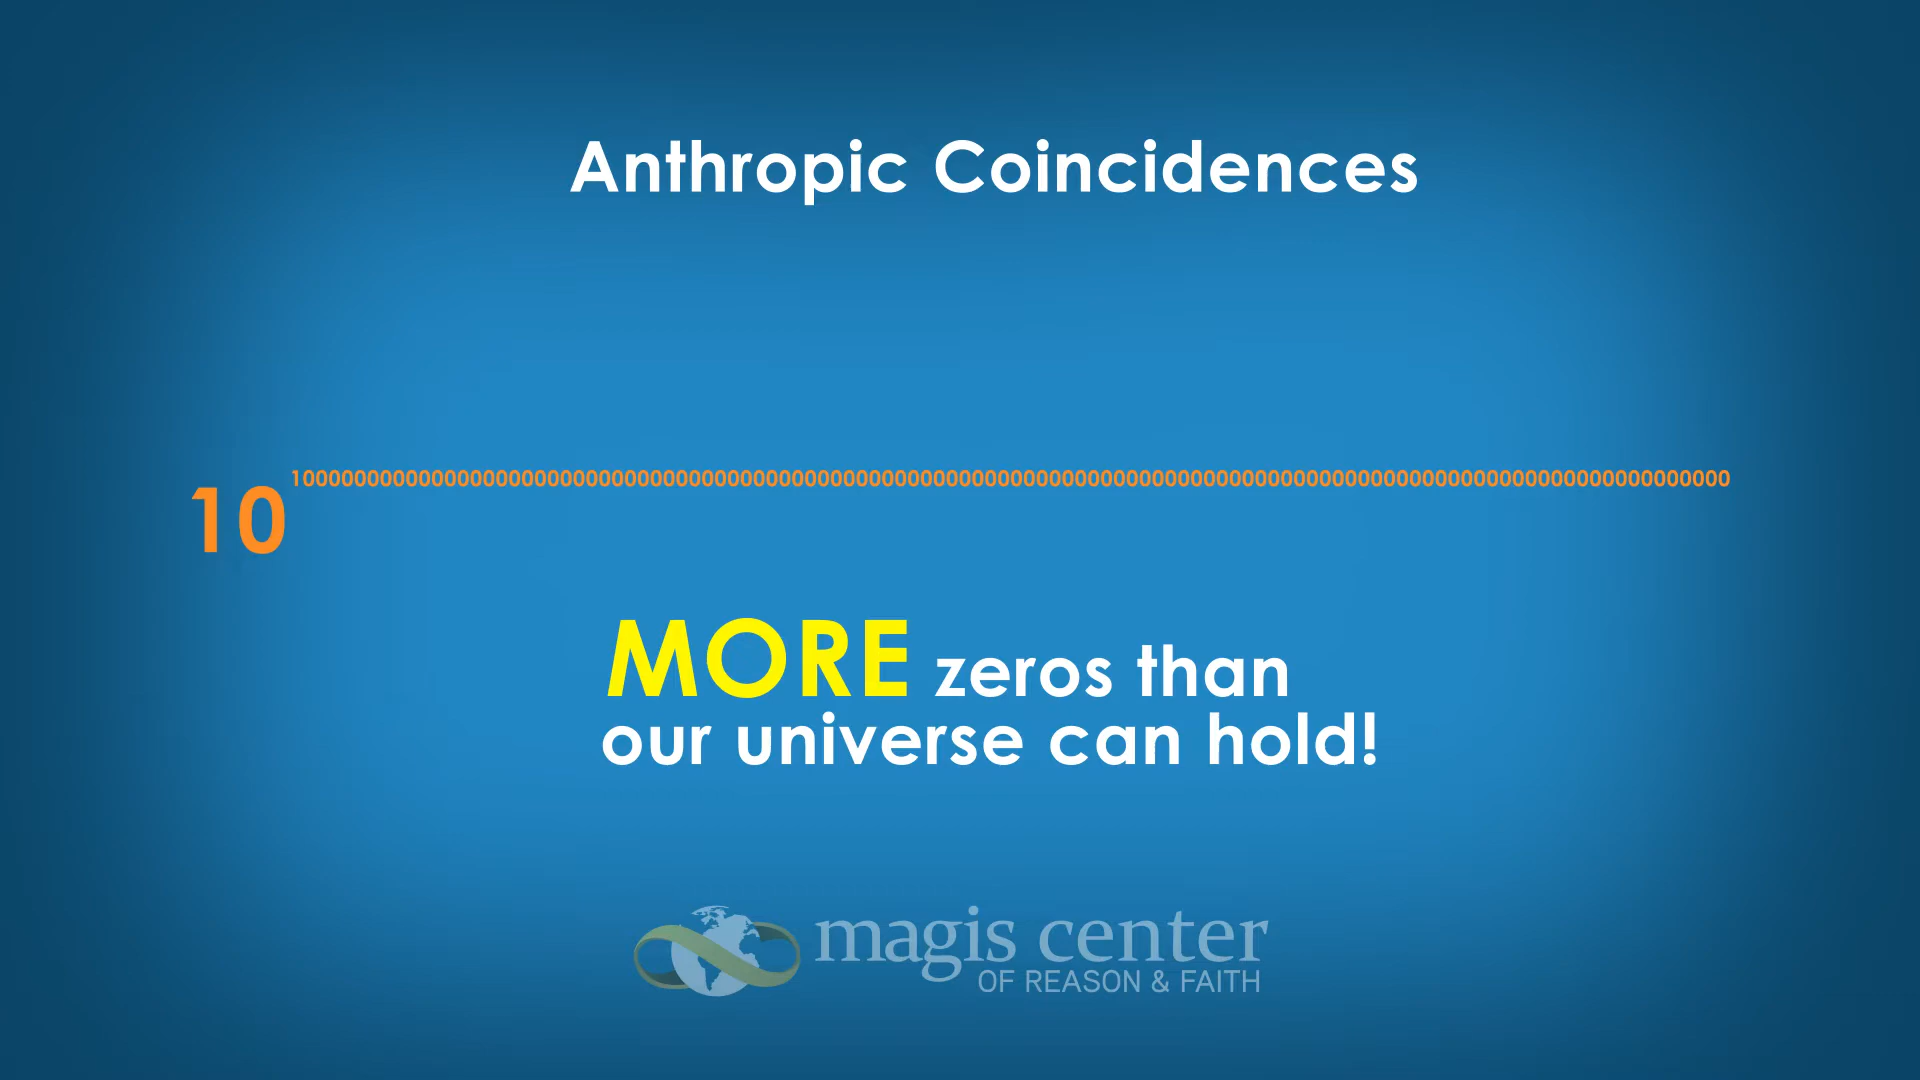 Anthropic Coincidences
10
MORE zeros than
our universe can hold!
magis center
OF REASON & FAITH